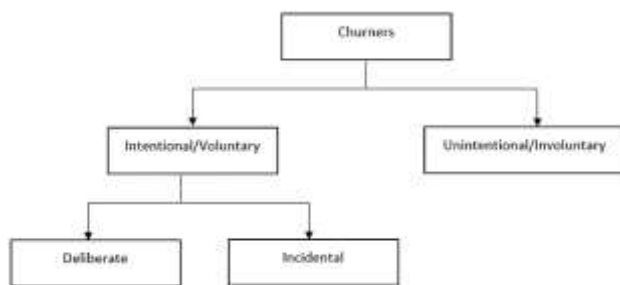 Churners
Intentional/Voluntary
Unintentional/Involuntary
Deliberate
Incidental